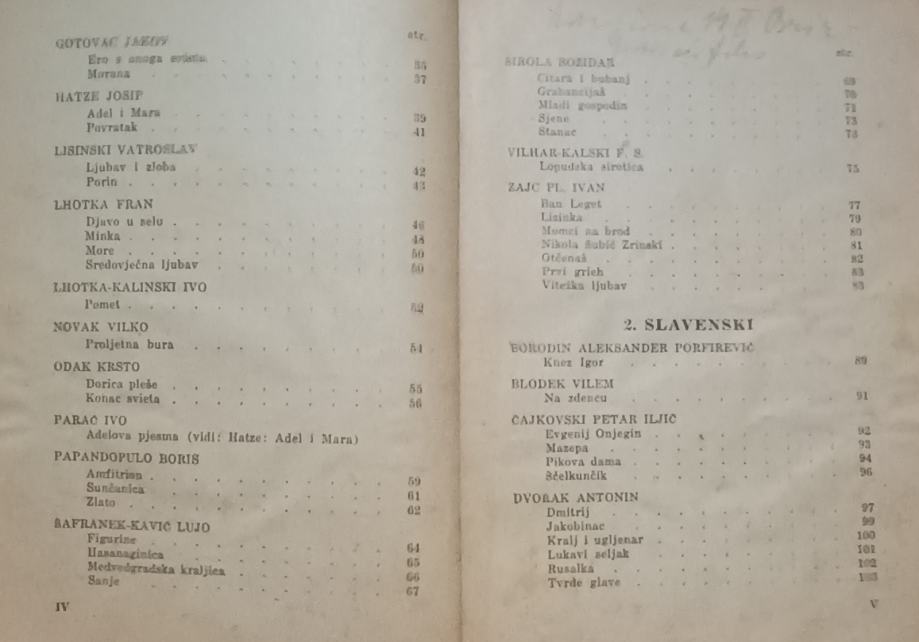 GOTOVAC JAKOV
str.
Ero s onoga svijeta . . . 35
Morana . . . 37
HATZE JOSIP
Adel i Mara . . . 39
Povratak . . . 41
LISINSKI VATROSLAV
Ljubav i zloba . . . 42
Porin . . . 43
LHOTKA FRAN
Djavo u selu . . . 46
Minka . . . 48
More . . . 50
Sredovječna ljubav . . . 50
LHOTKA-KALINSKI IVO
Pomet . . . 52
NOVAK VILKO
Proljetna bura . . . 54
ODAK KRSTO
Dorica pleše . . . 55
Konac svieta . . . 56
PARAĆ IVO
Adelova pjesma (vidi: Hatze: Adel i Mara)
PAPANDOPULO BORIS
Amfitrion . . . 59
Sunčanica . . . 61
Zlato . . . 62
ŠAFRANEK-KAVIĆ LUJO
Figurine . . . 64
Hasanaginica . . . 65
Medvedgradska kraljica . . . 66
Sanje . . . 67
IV
str.
ŠIROLA BOŽIDAR
Citara i bubanj . . . 69
Grabancijaš . . . 70
Mladi gospodin . . . 71
Sjene . . . 73
Stanac . . . 73
VILHAR-KALSKI F. S.
Lopudska sirotica . . . 75
ZAJC PL. IVAN
Ban Leget . . . 77
Lizinka . . . 79
Momci na brod . . . 80
Nikola Šubić Zrinski . . . 81
Otčenaš . . . 82
Prvi grieh . . . 83
Viteška ljubav . . . 83
2. SLAVENSKI
BORODIN ALEKSANDER PORFIREVIČ
Knez Igor . . . 89
BLODEK VILEM
Na zdencu . . . 91
ČAJKOVSKI PETAR ILJIČ
Evgenij Onjegin . . . 92
Mazepa . . . 93
Pikova dama . . . 94
Ščelkunčik . . . 96
DVOŘAK ANTONIN
Dmitrij . . . 97
Jakobinac . . . 99
Kralj i ugljenar . . . 100
Lukavi seljak . . . 101
Rusalka . . . 102
Tvrde glave . . . 103
V